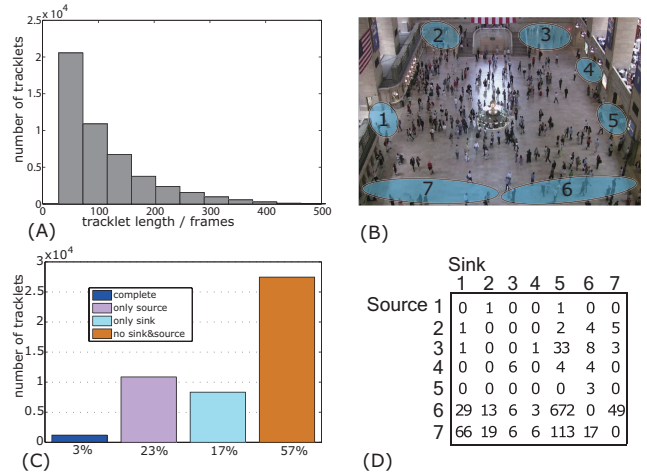 2.5 x10⁴
2
1.5
1
0.5
0
number of tracklets
0 100 200 300 400 500
tracklet length / frames
(A)
2 3
4
1 5
7 6
(B)
3 x10⁴
2.5
2
1.5
1
0.5
0
number of tracklets
complete
only source
only sink
no sink&source
3% 23% 17% 57%
(C)
Sink
1 2 3 4 5 6 7
Source 1 0 1 0 0 1 0 0
2 1 0 0 0 2 4 5
3 1 0 0 1 33 8 3
4 0 0 6 0 4 4 0
5 0 0 0 0 0 3 0
6 29 13 6 3 672 0 49
7 66 19 6 6 113 17 0
(D)